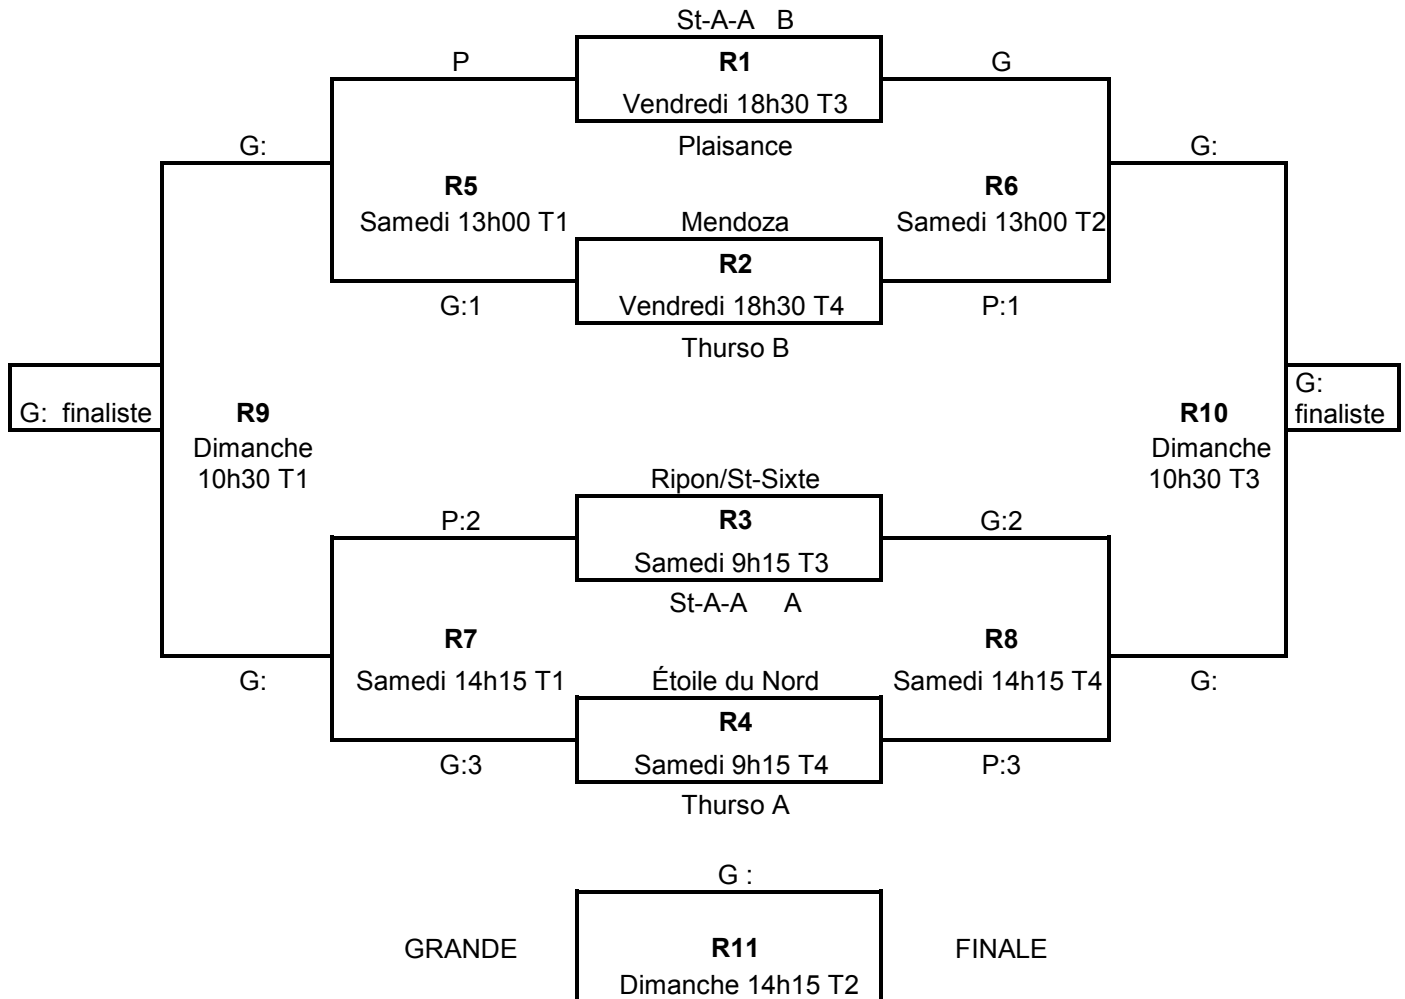 St-A-A B
P R1 G
Vendredi 18h30 T3
G: Plaisance G:
R5 R6
Samedi 13h00 T1 Mendoza Samedi 13h00 T2
R2
G:1 Vendredi 18h30 T4 P:1
Thurso B
G: finaliste R9 R10 G: finaliste
Dimanche Dimanche
10h30 T1 10h30 T3
Ripon/St-Sixte
P:2 R3 G:2
Samedi 9h15 T3
St-A-A A
R7 R8
G: Samedi 14h15 T1 Étoile du Nord Samedi 14h15 T4 G:
R4
G:3 Samedi 9h15 T4 P:3
Thurso A
G :
GRANDE R11 FINALE
Dimanche 14h15 T2